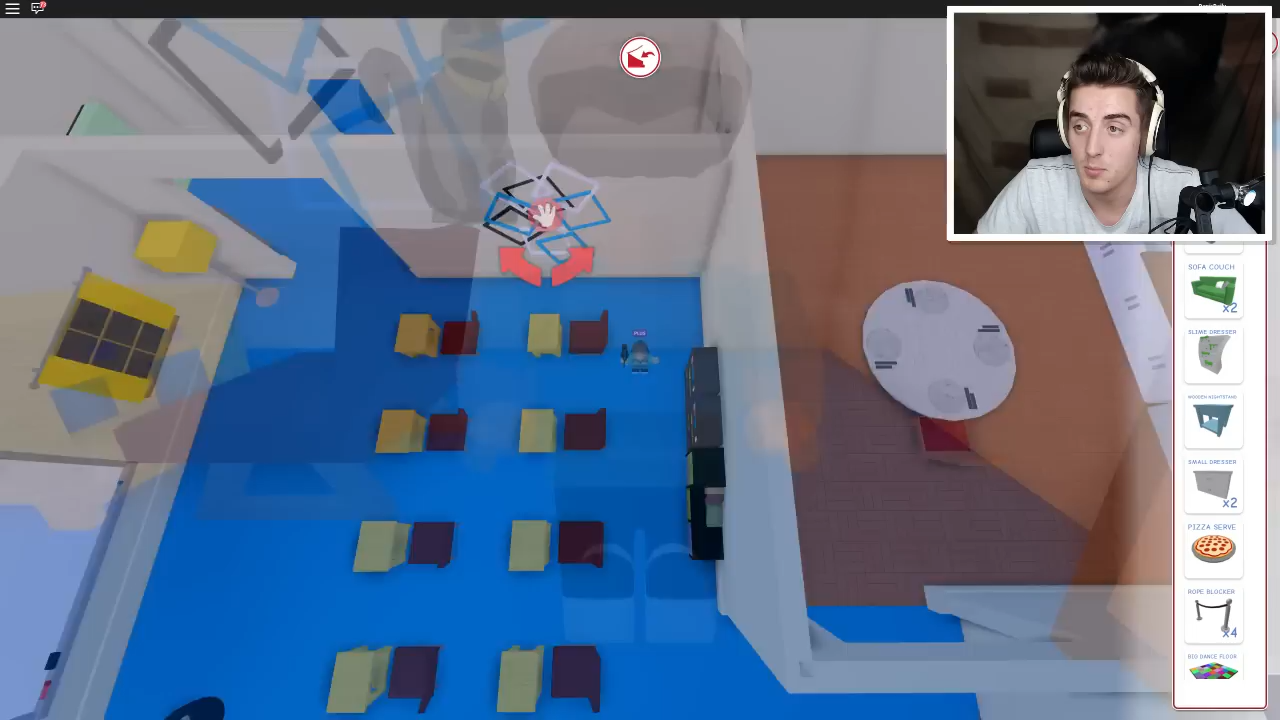 SOFA COUCH
x2
SLIME DRESSER
WOODEN NIGHTSTAND
SMALL DRESSER
x2
PIZZA SERVE
ROPE BLOCKER
x4
BIG DANCE FLOOR